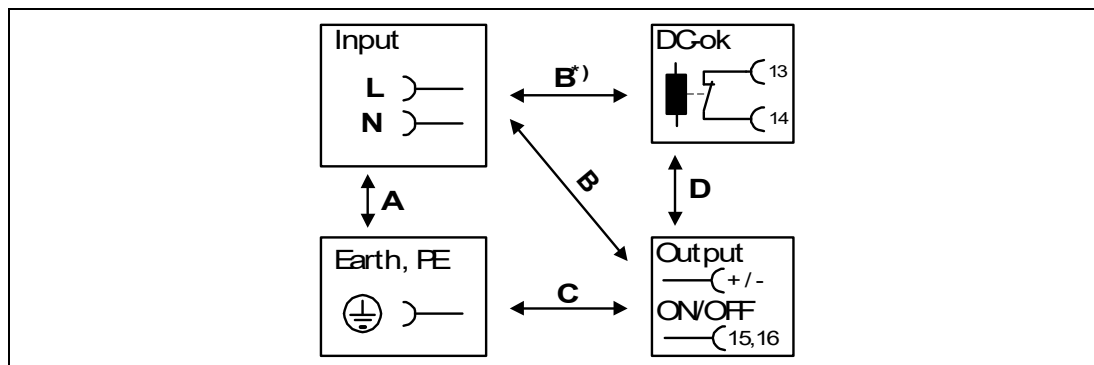 Input
L
N
B*)
DC-ok
13
14
A
B
D
Earth, PE
C
Output
+ / -
ON/OFF
15,16